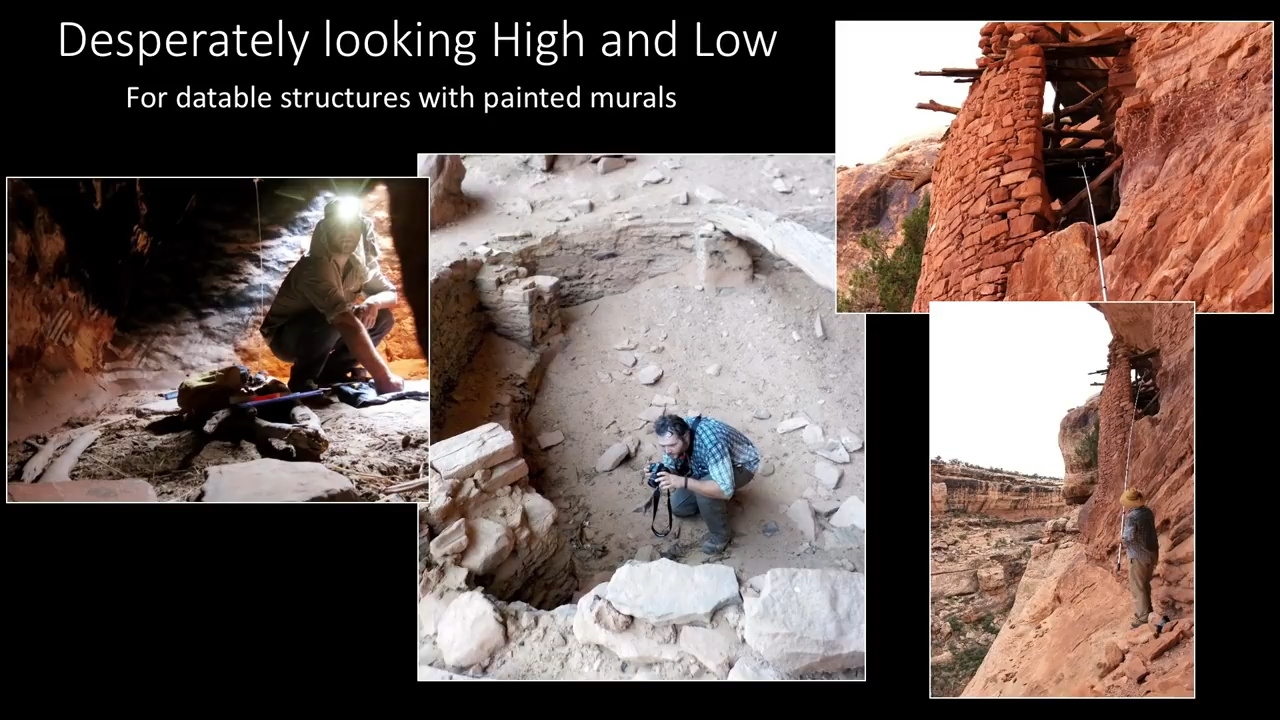 Desperately looking High and Low
For datable structures with painted murals